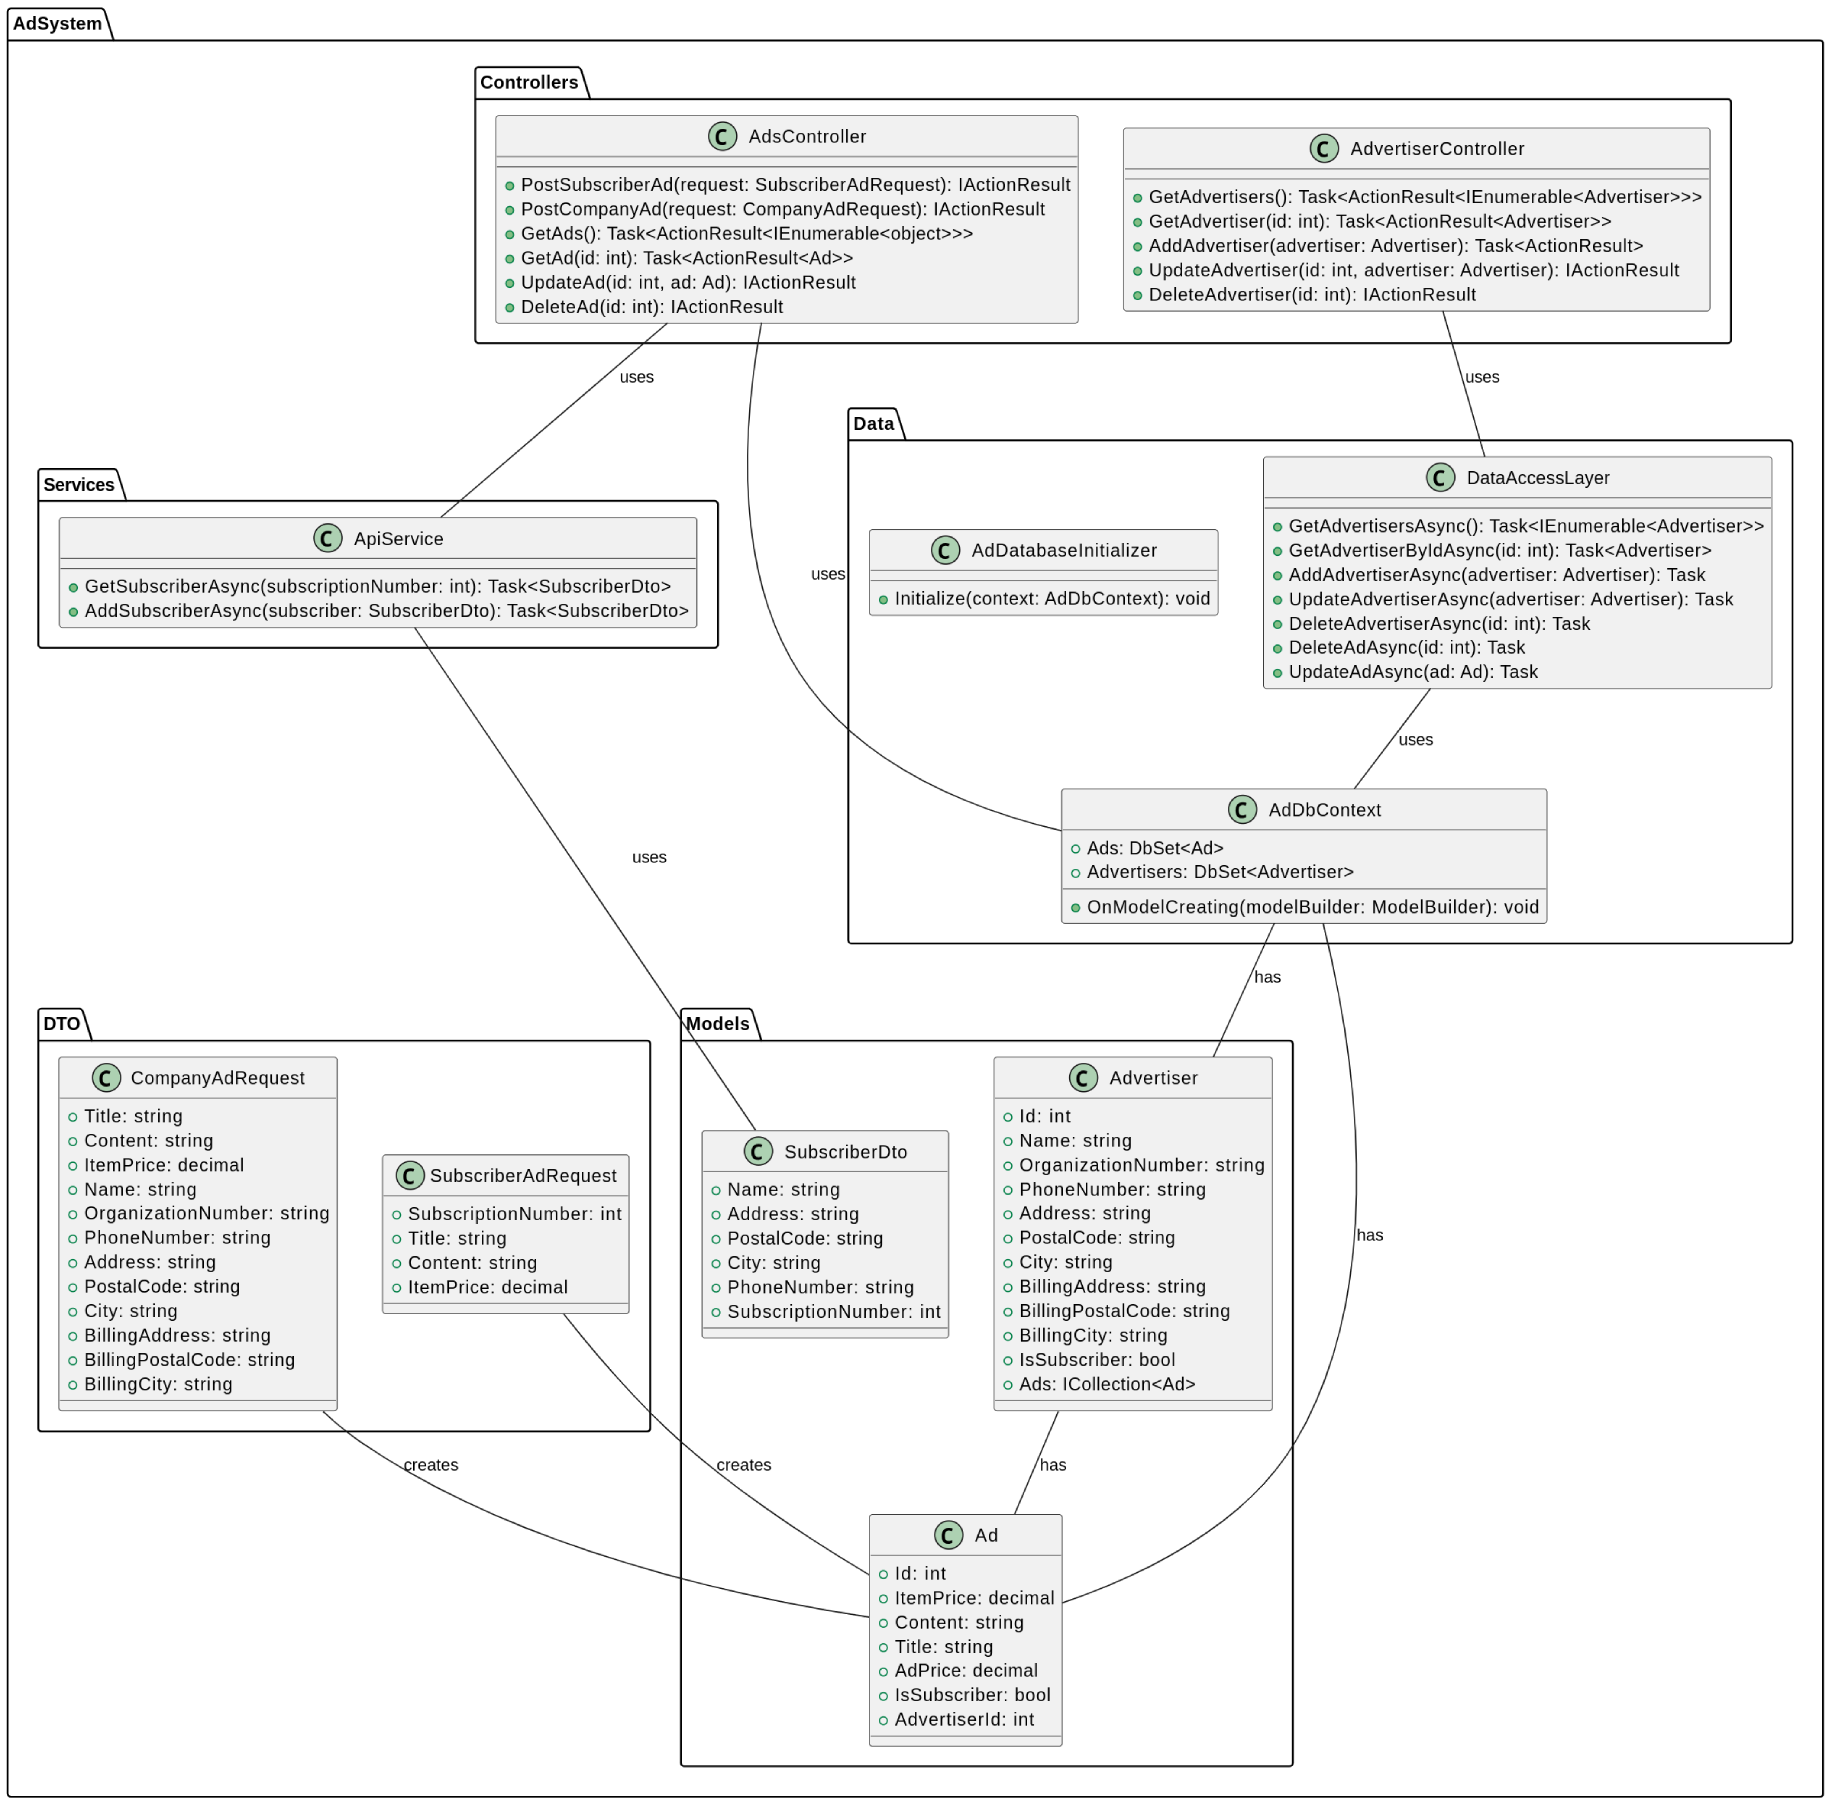 AdSystem
Controllers
AdsController
PostSubscriberAd(request: SubscriberAdRequest): IActionResult
PostCompanyAd(request: CompanyAdRequest): IActionResult
GetAds(): Task<ActionResult<IEnumerable<object>>>
GetAd(id: int): Task<ActionResult<Ad>>
UpdateAd(id: int, ad: Ad): IActionResult
DeleteAd(id: int): IActionResult
AdvertiserController
GetAdvertisers(): Task<ActionResult<IEnumerable<Advertiser>>>
GetAdvertiser(id: int): Task<ActionResult<Advertiser>>
AddAdvertiser(advertiser: Advertiser): Task<ActionResult>
UpdateAdvertiser(id: int, advertiser: Advertiser): IActionResult
DeleteAdvertiser(id: int): IActionResult
uses
uses
uses
Services
ApiService
GetSubscriberAsync(subscriptionNumber: int): Task<SubscriberDto>
AddSubscriberAsync(subscriber: SubscriberDto): Task<SubscriberDto>
Data
AdDatabaseInitializer
Initialize(context: AdDbContext): void
DataAccessLayer
GetAdvertisersAsync(): Task<IEnumerable<Advertiser>>
GetAdvertiserByIdAsync(id: int): Task<Advertiser>
AddAdvertiserAsync(advertiser: Advertiser): Task
UpdateAdvertiserAsync(advertiser: Advertiser): Task
DeleteAdvertiserAsync(id: int): Task
DeleteAdAsync(id: int): Task
UpdateAdAsync(ad: Ad): Task
uses
AdDbContext
Ads: DbSet<Ad>
Advertisers: DbSet<Advertiser>
OnModelCreating(modelBuilder: ModelBuilder): void
uses
has
has
DTO
CompanyAdRequest
Title: string
Content: string
ItemPrice: decimal
Name: string
OrganizationNumber: string
PhoneNumber: string
Address: string
PostalCode: string
City: string
BillingAddress: string
BillingPostalCode: string
BillingCity: string
SubscriberAdRequest
SubscriptionNumber: int
Title: string
Content: string
ItemPrice: decimal
Models
SubscriberDto
Name: string
Address: string
PostalCode: string
City: string
PhoneNumber: string
SubscriptionNumber: int
Advertiser
Id: int
Name: string
OrganizationNumber: string
PhoneNumber: string
Address: string
PostalCode: string
City: string
BillingAddress: string
BillingPostalCode: string
BillingCity: string
IsSubscriber: bool
Ads: ICollection<Ad>
creates
creates
has
Ad
Id: int
ItemPrice: decimal
Content: string
Title: string
AdPrice: decimal
IsSubscriber: bool
AdvertiserId: int